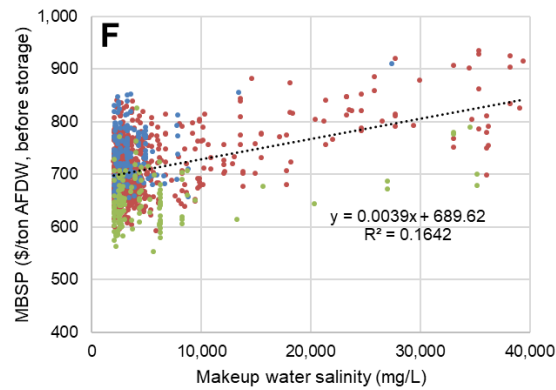 F
MBSP ($/ton AFDW, before storage)
1,000
900
800
700
600
500
400
y = 0.0039x + 689.62
R² = 0.1642
0 10,000 20,000 30,000 40,000
Makeup water salinity (mg/L)